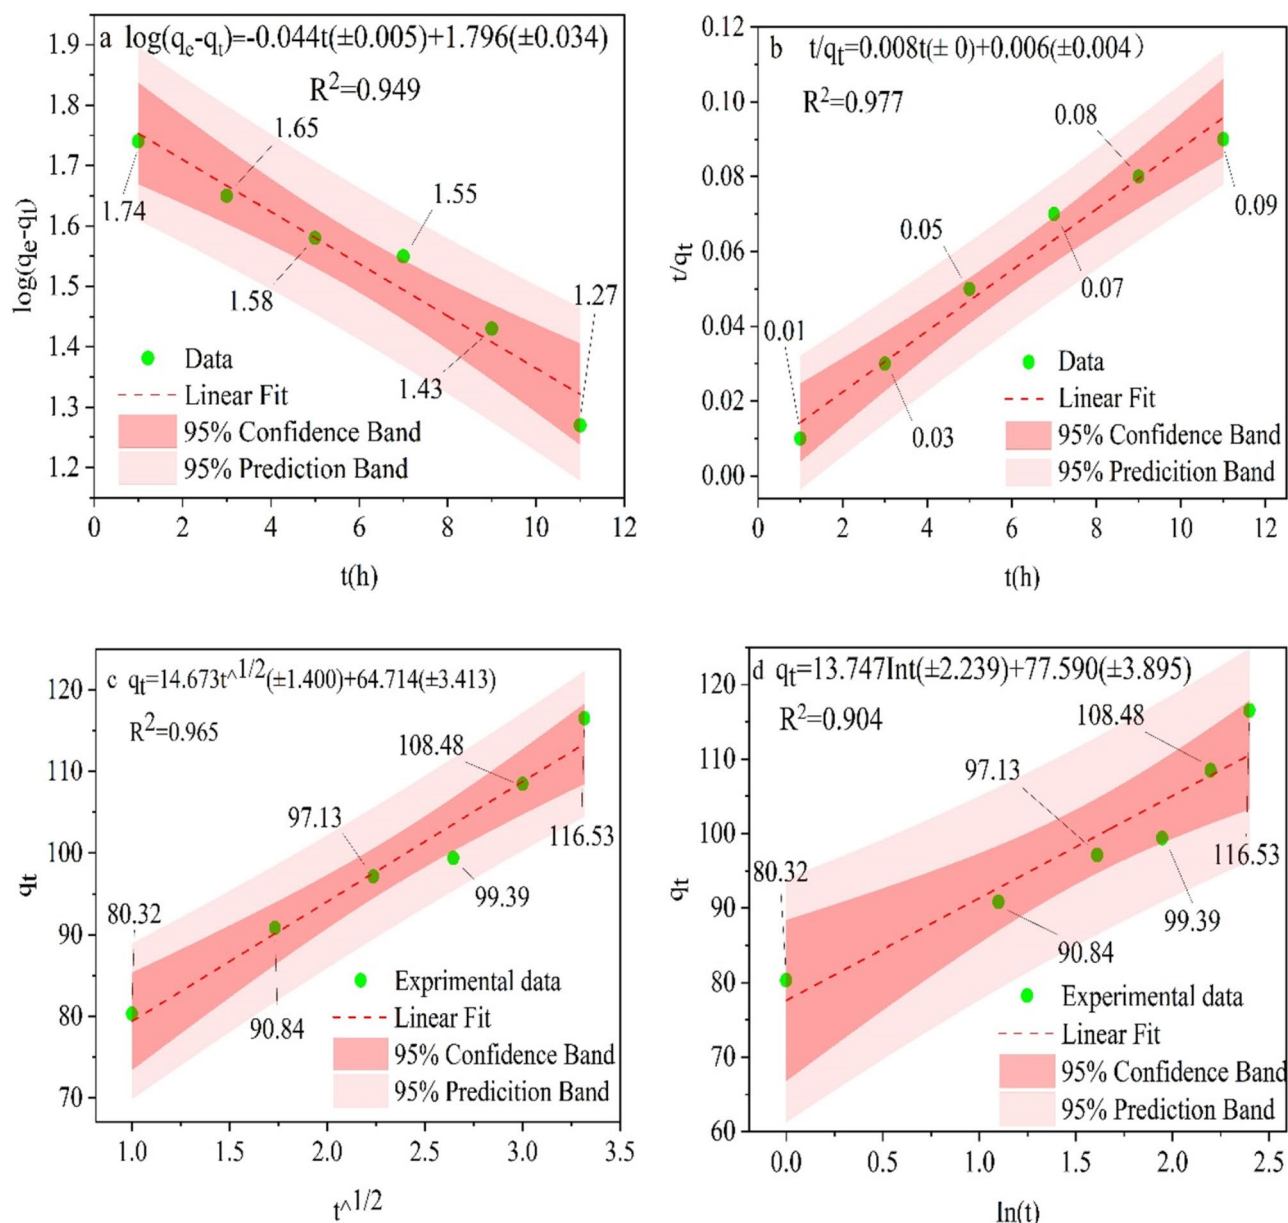 a log(qe-qt)=-0.044t(±0.005)+1.796(±0.034)
R²=0.949
1.9
1.8
1.7
1.6
1.5
1.4
1.3
1.2
log(qe-qt)
1.74
1.65
1.58
1.55
1.43
1.27
Data
Linear Fit
95% Confidence Band
95% Prediction Band
0 2 4 6 8 10 12
t(h)
b t/qt=0.008t(± 0)+0.006(±0.004)
R²=0.977
0.12
0.10
0.08
0.06
0.04
0.02
0.00
t/qt
0.01
0.03
0.05
0.07
0.08
0.09
Data
Linear Fit
95% Confidence Band
95% Predicition Band
0 2 4 6 8 10 12
t(h)
c qt=14.673t^1/2(±1.400)+64.714(±3.413)
R²=0.965
120
110
100
90
80
70
qt
80.32
90.84
97.13
99.39
108.48
116.53
Exprimental data
Linear Fit
95% Confidence Band
95% Predicition Band
1.0 1.5 2.0 2.5 3.0 3.5
t^1/2
d qt=13.747Int(±2.239)+77.590(±3.895)
R²=0.904
120
110
100
90
80
70
60
qt
80.32
90.84
97.13
99.39
108.48
116.53
Experimental data
Linear Fit
95% Confidence Band
95% Prediction Band
0.0 0.5 1.0 1.5 2.0 2.5
ln(t)